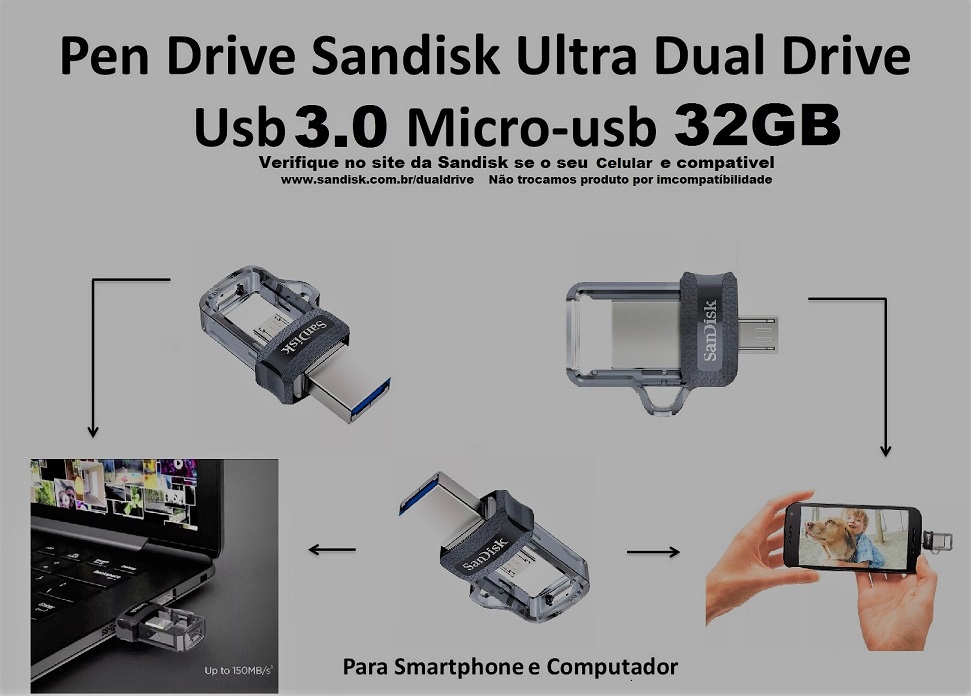 Pen Drive Sandisk Ultra Dual Drive
Usb 3.0 Micro-usb 32GB
Verifique no site da Sandisk se o seu Celular e compativel
www.sandisk.com.br/dualdrive Não trocamos produto por imcompatíbilidade
SanDisk
SanDisk
SanDisk
Up to 150MB/s¹
Para Smartphone e Computador